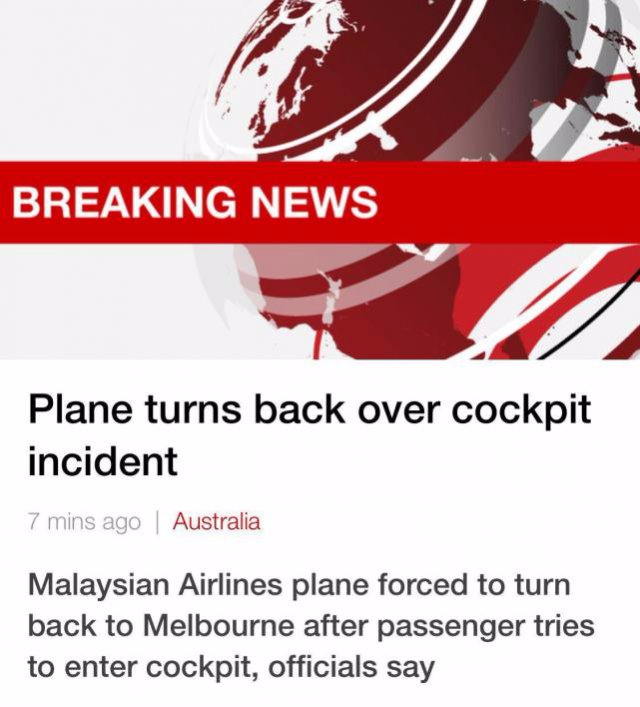 BREAKING NEWS
Plane turns back over cockpit
incident
7 mins ago | Australia
Malaysian Airlines plane forced to turn
back to Melbourne after passenger tries
to enter cockpit, officials say